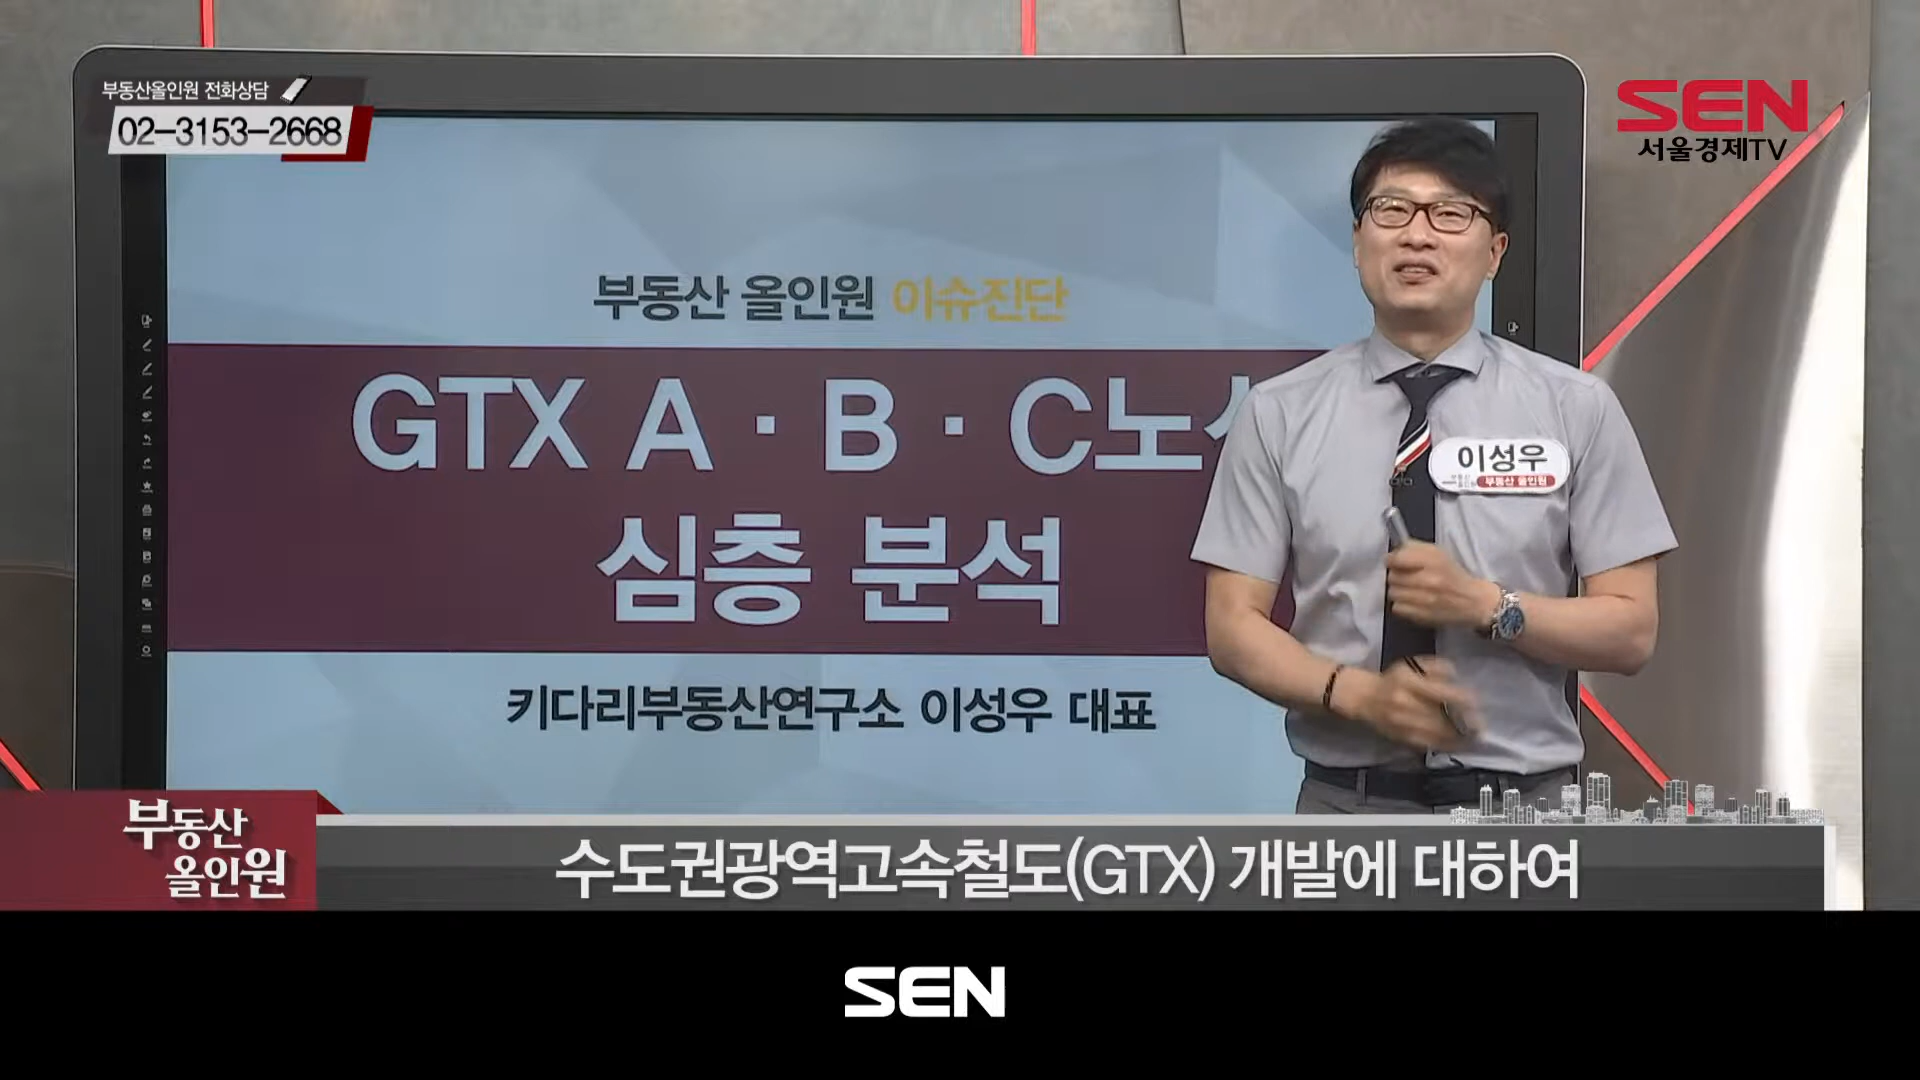 부동산올인원 전화상담
02-3153-2668
SEN
서울경제TV
부동산 올인원 이슈진단
GTX A · B · C노
심층 분석
키다리부동산연구소 이성우 대표
이성우
부동산 올인원
부동산
올인원
수도권광역고속철도(GTX) 개발에 대하여
SEN